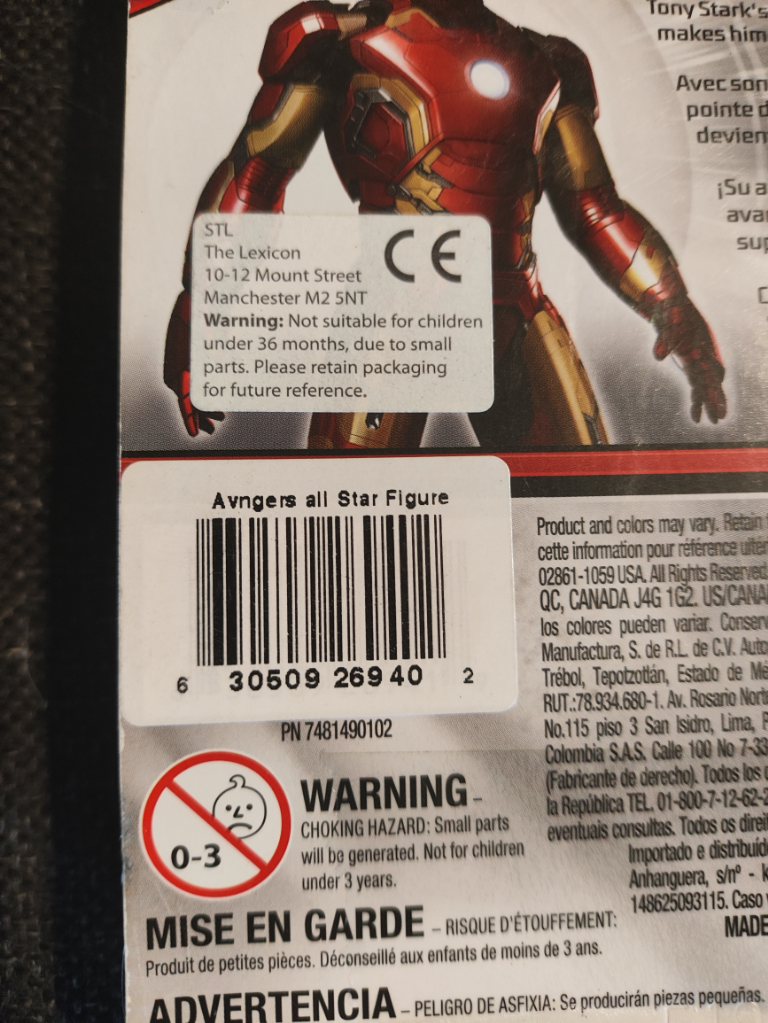 Tony Stark's
makes him
Avec son
pointe d
devien
¡Su a
avan
sup
STL
The Lexicon
10-12 Mount Street
Manchester M2 5NT
CE
Warning: Not suitable for children
under 36 months, due to small
parts. Please retain packaging
for future reference.
Avngers all Star Figure
6 30509 26940 2
PN 7481490102
Product and colors may vary. Retain
cette information pour référence
02861-1059 USA. All Rights Reserved.
QC, CANADA J4G 1G2. US/CANA
los colores pueden variar. Conserv
Manufactura, S. de R.L. de C.V. Auto
Trébol, Tepotzotlán, Estado de Mé
RUT.:78.934.680-1. Av. Rosario Norte
No.115 piso 3 San Isidro, Lima, P
Colombia S.A.S. Calle 100 No 7-33
(Fabricante de derecho). Todos los
la República TEL. 01-800-7-12-62-2
eventuais consultas. Todos os direi
Importado e distribuíd
Anhanguera, s/nº - k
148625093115. Caso
MADE
0-3
WARNING –
CHOKING HAZARD: Small parts
will be generated. Not for children
under 3 years.
MISE EN GARDE – RISQUE D'ÉTOUFFEMENT:
Produit de petites pièces. Déconseillé aux enfants de moins de 3 ans.
ADVERTENCIA – PELIGRO DE ASFIXIA: Se producirán piezas pequeñas.